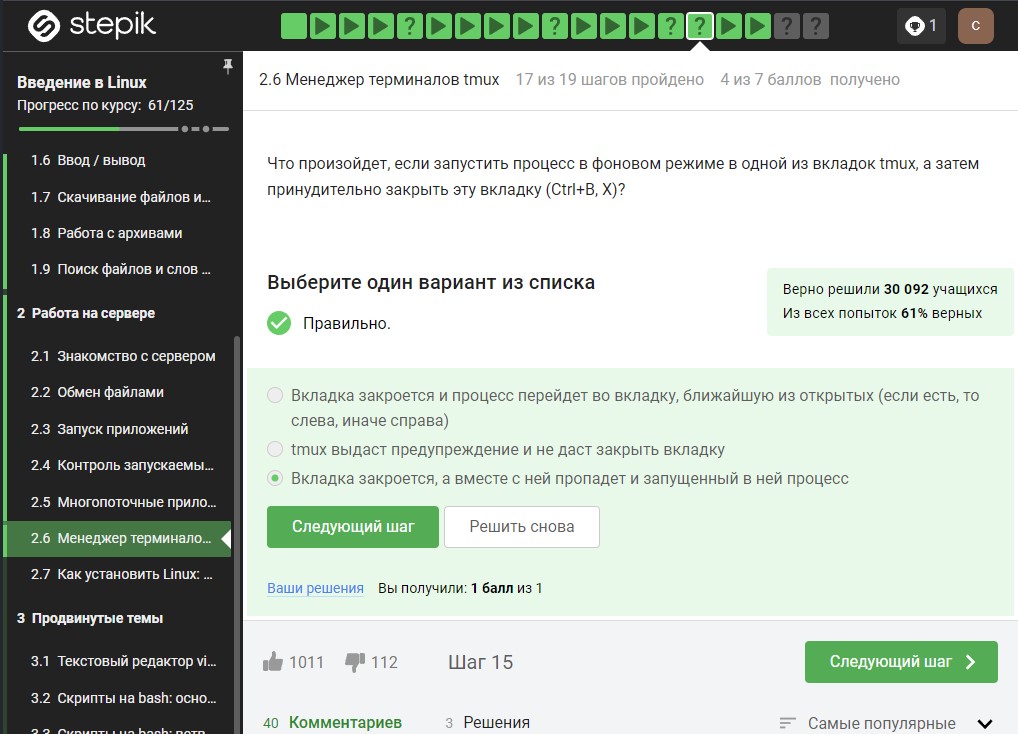 stepik
? ? ? ? ? ?
1
C
Введение в Linux
Прогресс по курсу: 61/125
1.6 Ввод / вывод
1.7 Скачивание файлов и...
1.8 Работа с архивами
1.9 Поиск файлов и слов ...
2 Работа на сервере
2.1 Знакомство с сервером
2.2 Обмен файлами
2.3 Запуск приложений
2.4 Контроль запускаемы...
2.5 Многопоточные прило...
2.6 Менеджер терминало...
2.7 Как установить Linux: ...
3 Продвинутые темы
3.1 Текстовый редактор vi...
3.2 Скрипты на bash: осно...
3.3 Скрипты на bash: ветв...
2.6 Менеджер терминалов tmux 17 из 19 шагов пройдено 4 из 7 баллов получено
Что произойдет, если запустить процесс в фоновом режиме в одной из вкладок tmux, а затем
принудительно закрыть эту вкладку (Ctrl+B, X)?
Выберите один вариант из списка
Правильно.
Верно решили 30 092 учащихся
Из всех попыток 61% верных
Вкладка закроется и процесс перейдет во вкладку, ближайшую из открытых (если есть, то
слева, иначе справа)
tmux выдаст предупреждение и не даст закрыть вкладку
Вкладка закроется, а вместе с ней пропадет и запущенный в ней процесс
Следующий шаг
Решить снова
Ваши решения Вы получили: 1 балл из 1
1011 112 Шаг 15
Следующий шаг
40 Комментариев 3 Решения
Самые популярные